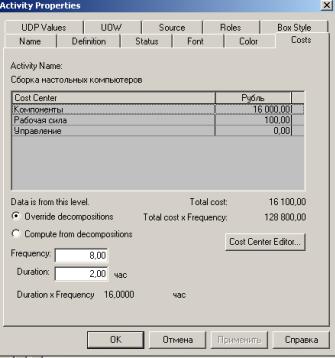 Activity Properties
UDP Values UOW Source Roles Box Style
Name Definition Status Font Color Costs
Activity Name:
Сборка настольных компьютеров
Cost Center Рубль
Компоненты 16 000,00
Рабочая сила 100,00
Управление 0,00
Data is from this level. Total cost: 16 100,00
Override decompositions Total cost x Frequency: 128 800,00
Compute from decompositions
Cost Center Editor...
Frequency: 8,00
Duration: 2,00 час
Duration x Frequency 16,0000 час
OK Отмена Применить Справка